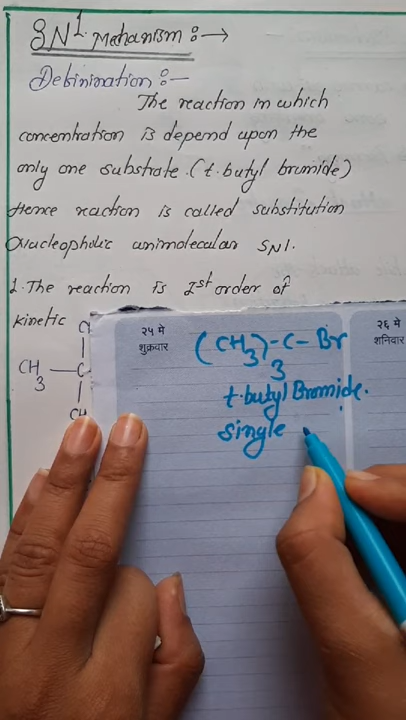 SN¹ Mechanism :→
Definination :-
The reaction in which
concentration is depend upon the
only one substrate. (t. butyl bromide)
Hence reaction is called substitution
Nucleophilic unimolecular SN1.
1. The reaction is 1st order of
kinetic
C
CH3 — C
CH
२५ मे
शुक्रवार
(CH3)3-C-Br
t-butyl Bromide.
single
२६ मे
शनिवार